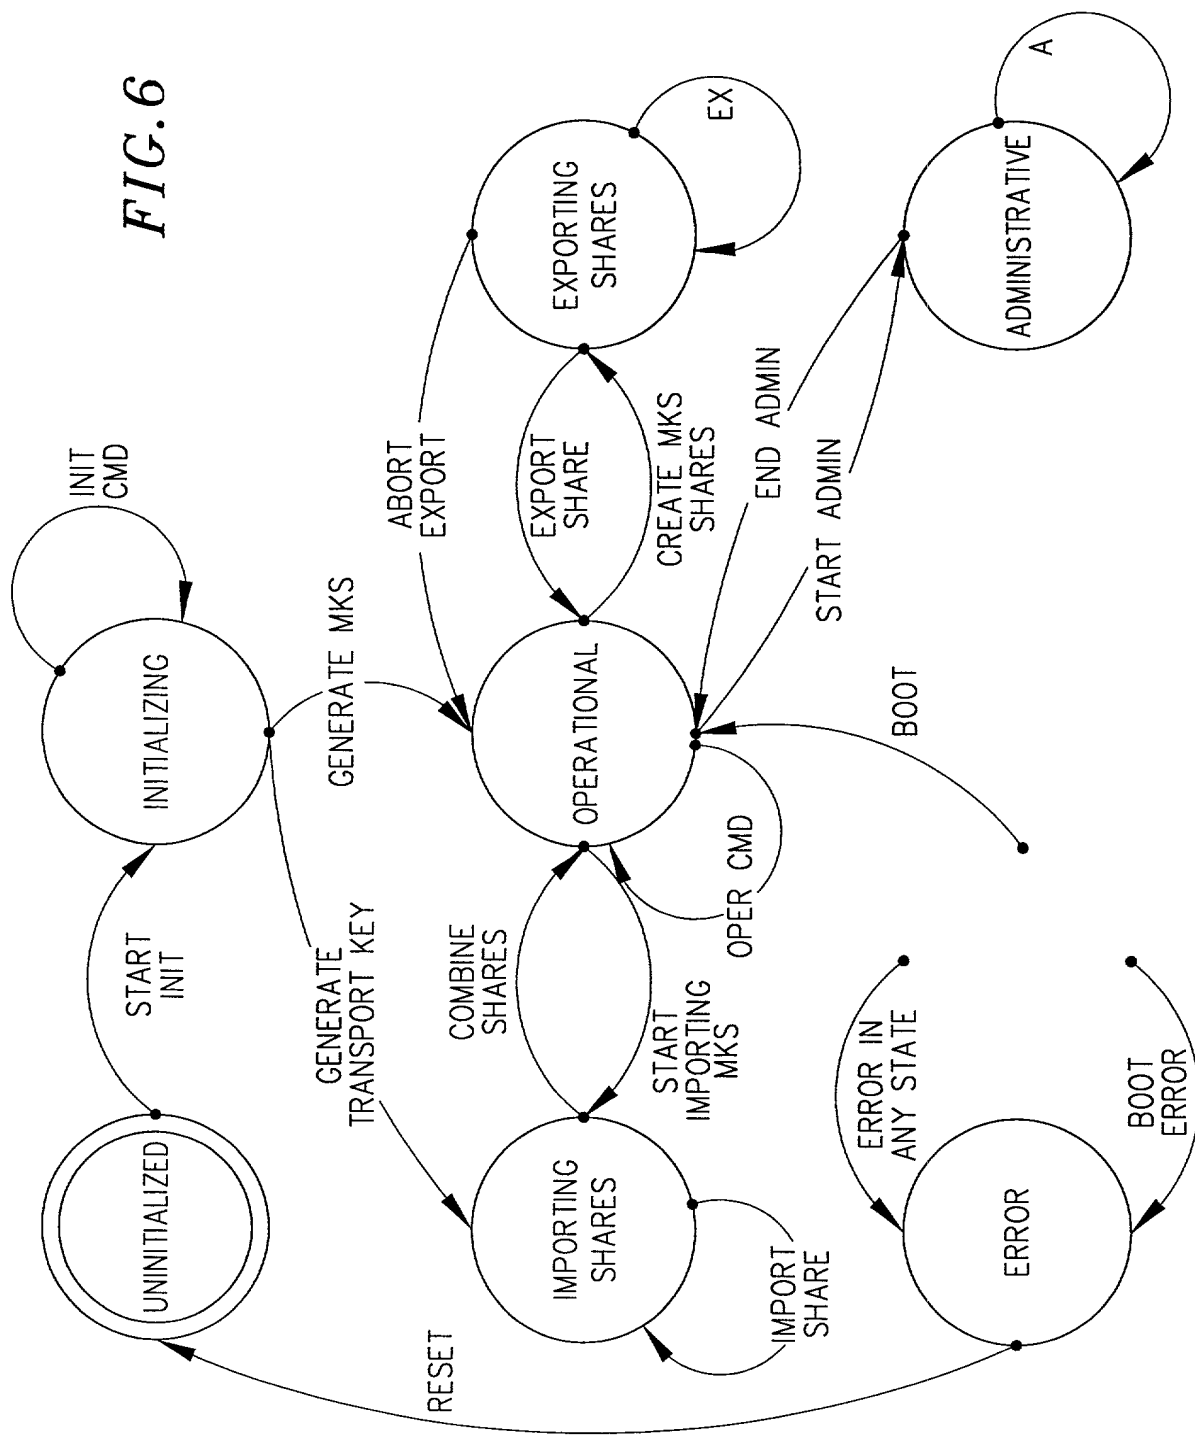 FIG. 6
UNINITIALIZED
START
INIT
INITIALIZING
INIT
CMD
GENERATE
TRANSPORT KEY
GENERATE MKS
RESET
IMPORTING
SHARES
COMBINE
SHARES
START
IMPORTING
MKS
IMPORT
SHARE
OPERATIONAL
OPER CMD
ABORT
EXPORT
EXPORT
SHARE
CREATE MKS
SHARES
EXPORTING
SHARES
EX
END ADMIN
START ADMIN
ADMINISTRATIVE
A
BOOT
ERROR IN
ANY STATE
BOOT
ERROR
ERROR